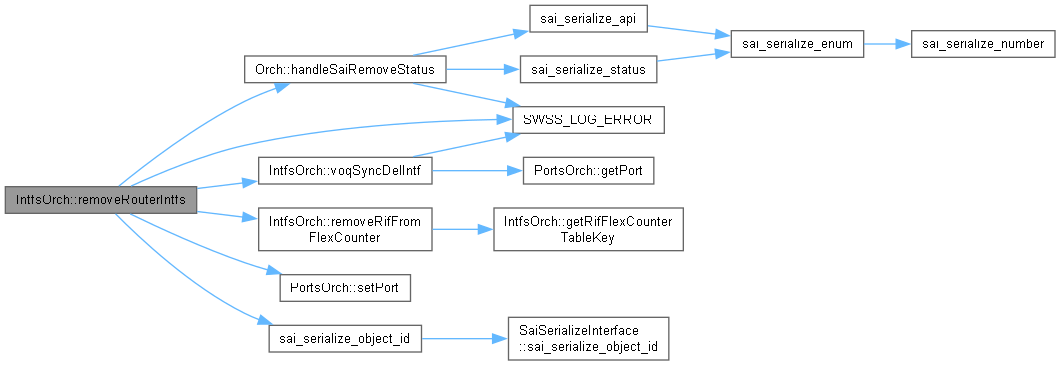 sai_serialize_api
sai_serialize_enum
sai_serialize_number
Orch::handleSaiRemoveStatus
sai_serialize_status
SWSS_LOG_ERROR
IntfsOrch::voqSyncDelIntf
PortsOrch::getPort
IntfsOrch::removeRouterIntfs
IntfsOrch::removeRifFrom
FlexCounter
IntfsOrch::getRifFlexCounter
TableKey
PortsOrch::setPort
sai_serialize_object_id
SaiSerializeInterface
::sai_serialize_object_id